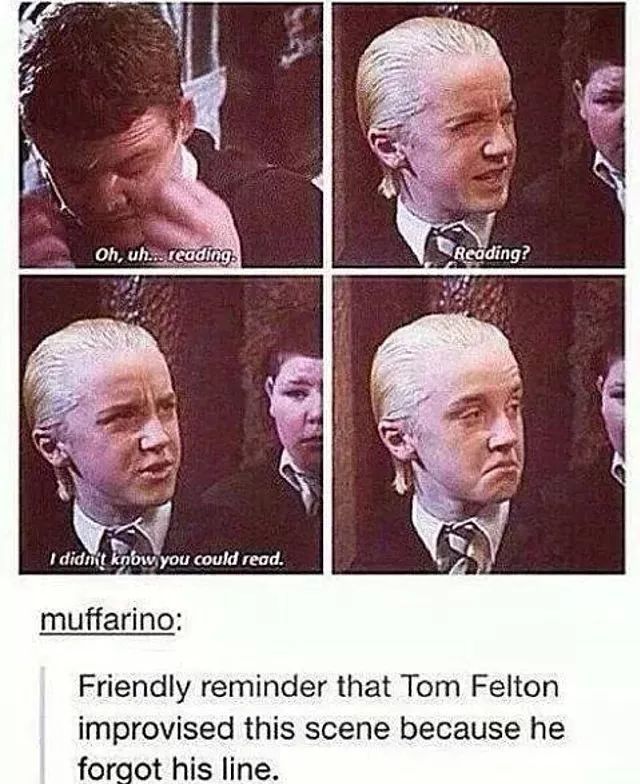 Oh, uh... reading.
Reading?
I didn't know you could read.
muffarino:
Friendly reminder that Tom Felton
improvised this scene because he
forgot his line.